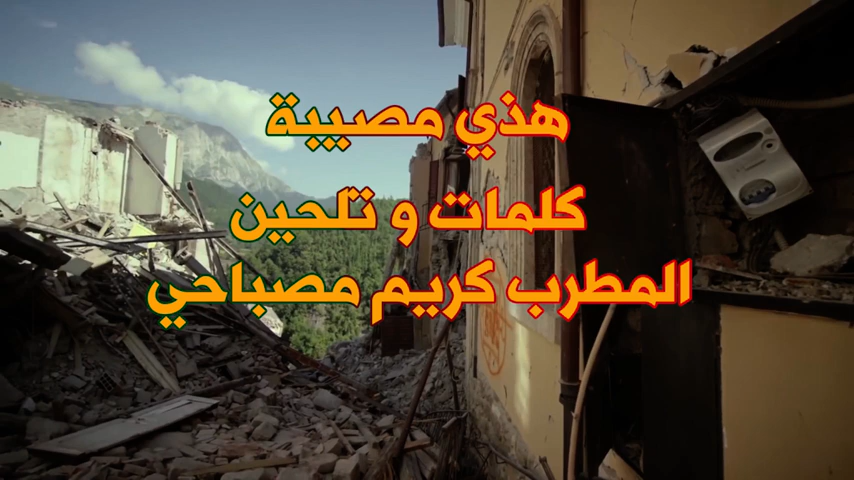 هذي مصيبة
كلمات و تلحين
المطرب كريم مصباحي